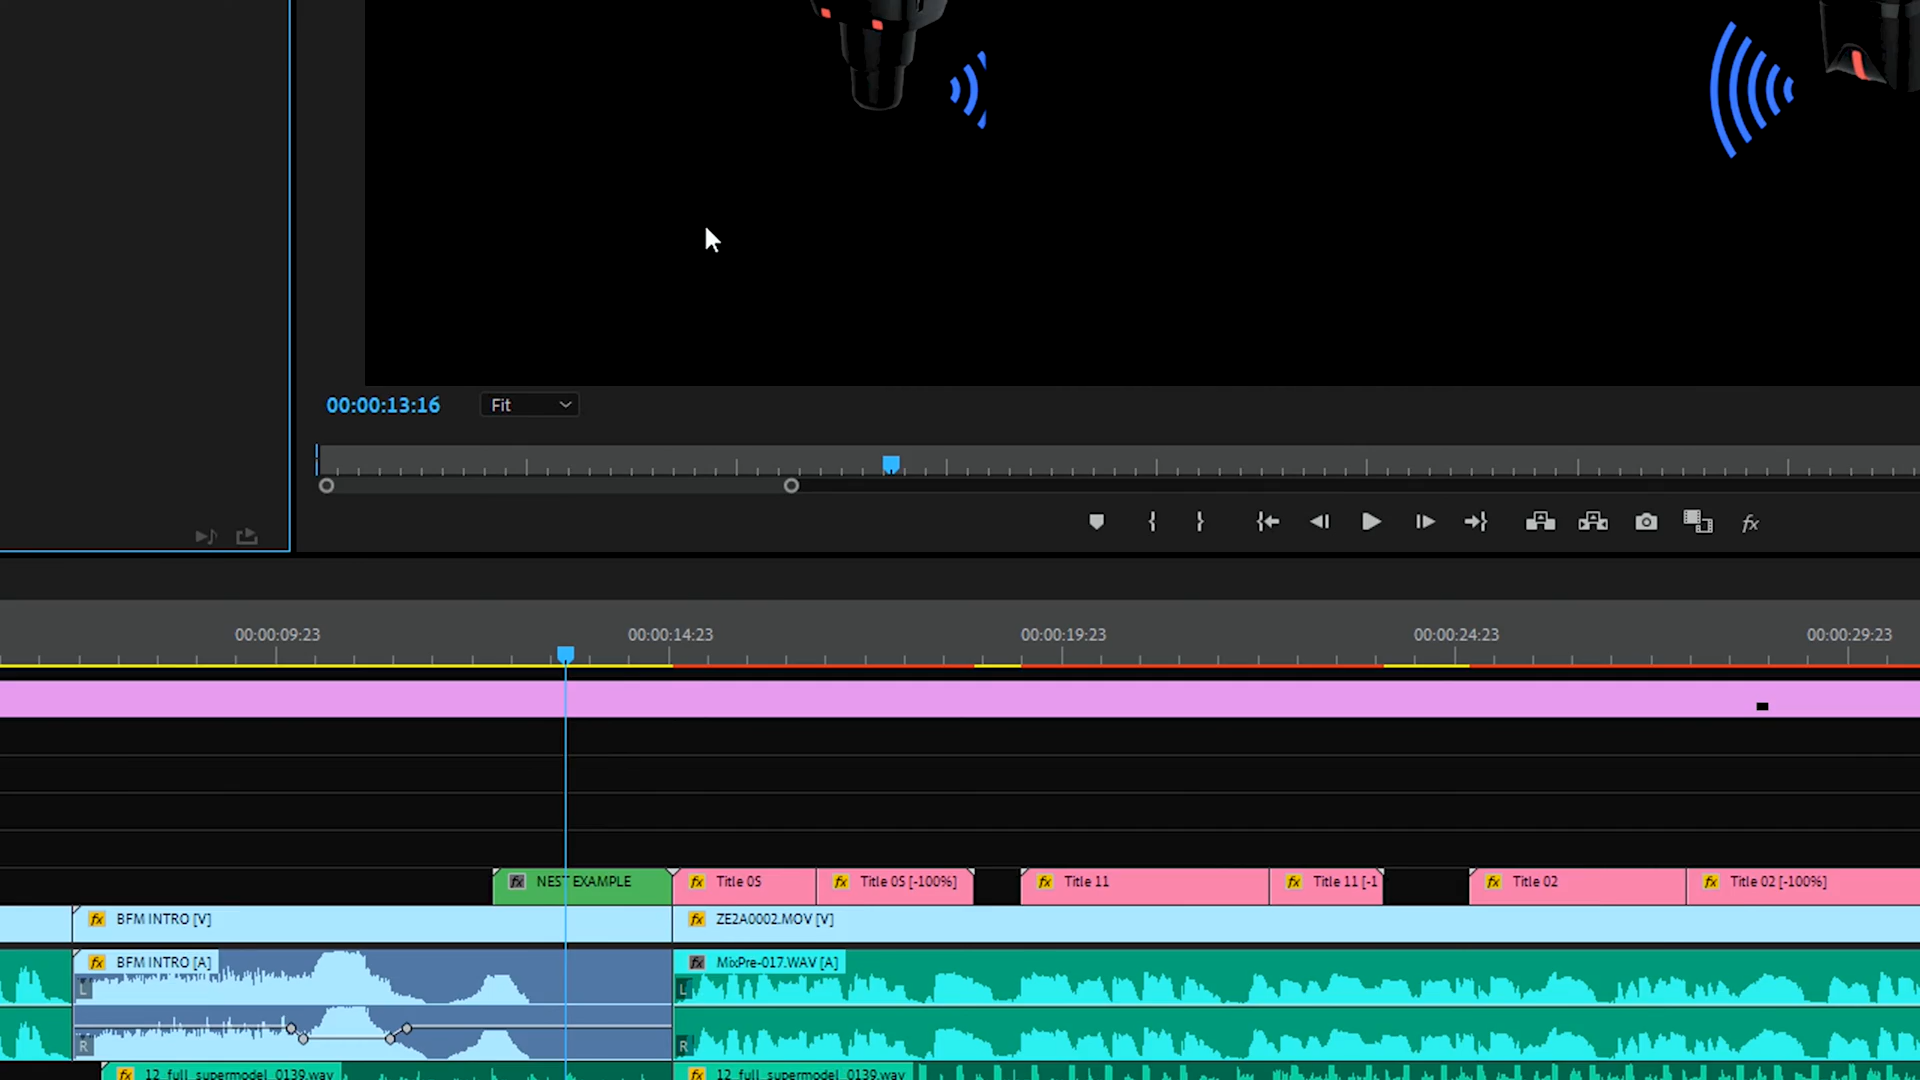 00:00:13:16 Fit
fx
00:00:09:23 00:00:14:23 00:00:19:23 00:00:24:23 00:00:29:23
fx NEST EXAMPLE fx Title 05 fx Title 05 [-100%] fx Title 11 fx Title 11 [-1 fx Title 02 fx Title 02 [-100%]
fx BFM INTRO [V] fx ZE2A0002.MOV [V]
fx BFM INTRO [A] fx MixPre-017.WAV [A]
L L
R R
fx 12_full_supermodel_0139.wav fx 12_full_supermodel_0139.wav